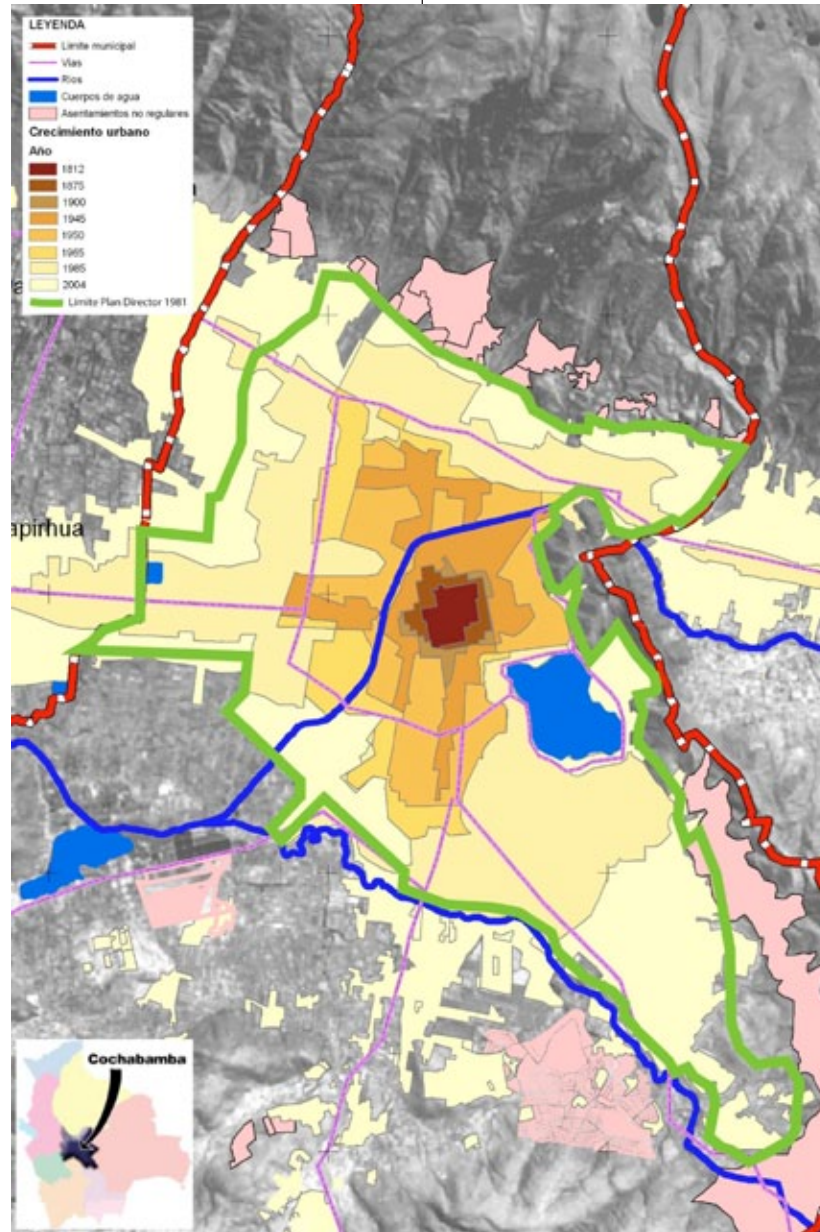 LEYENDA
Limite municipal
Vias
Rios
Cuerpos de agua
Asentamientos no regulares
Crecimiento urbano
Año
1812
1875
1900
1945
1950
1965
1985
2004
Limite Plan Director 1981
apirhua
Cochabamba